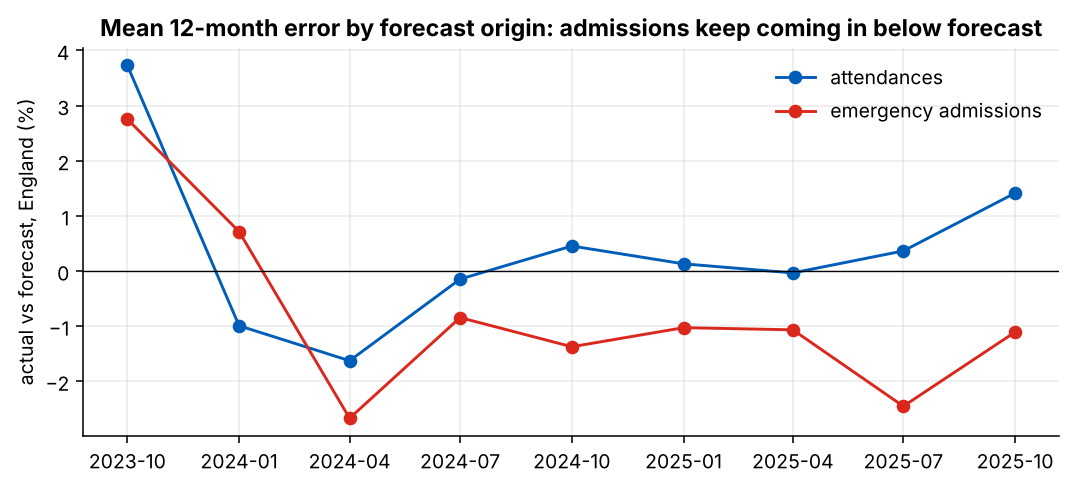 Mean 12-month error by forecast origin: admissions keep coming in below forecast
actual vs forecast, England (%)
4
3
2
1
0
−1
−2
attendances
emergency admissions
2023-10 2024-01 2024-04 2024-07 2024-10 2025-01 2025-04 2025-07 2025-10